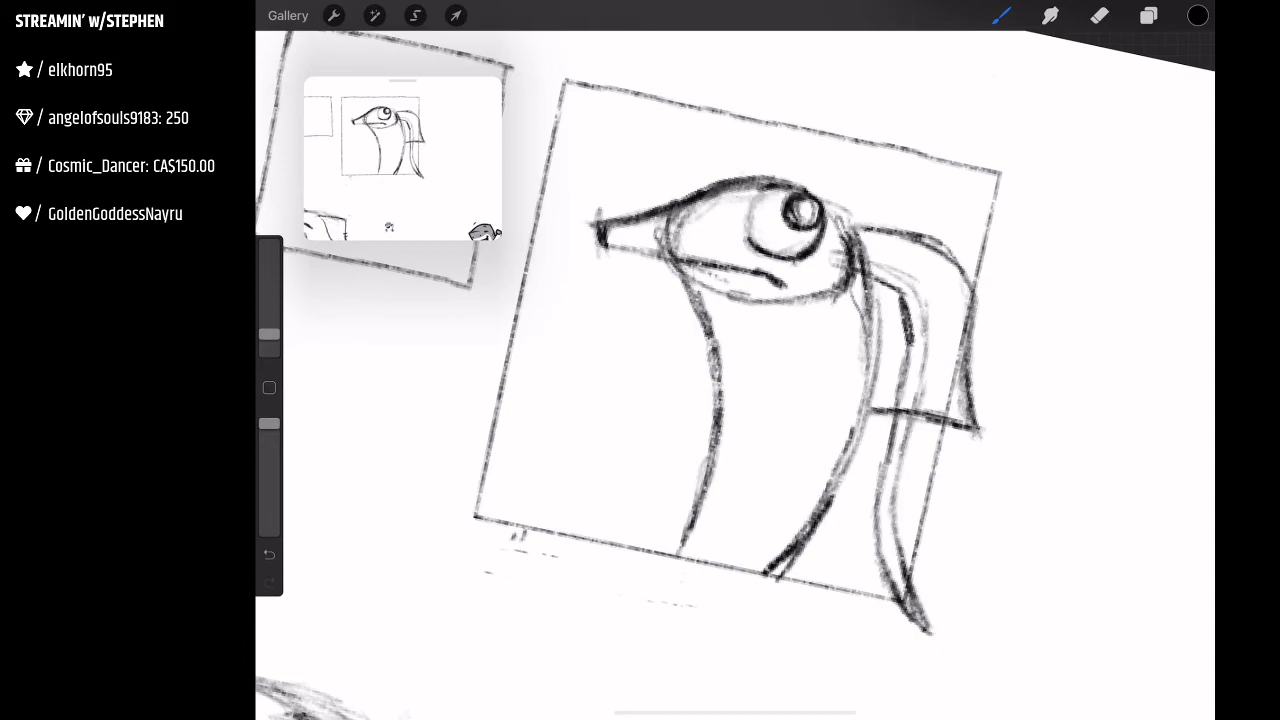 STREAMIN' w/STEPHEN
/ elkhorn95
/ angelofsouls9183: 250
/ Cosmic_Dancer: CA$150.00
/ GoldenGoddessNayru
Gallery